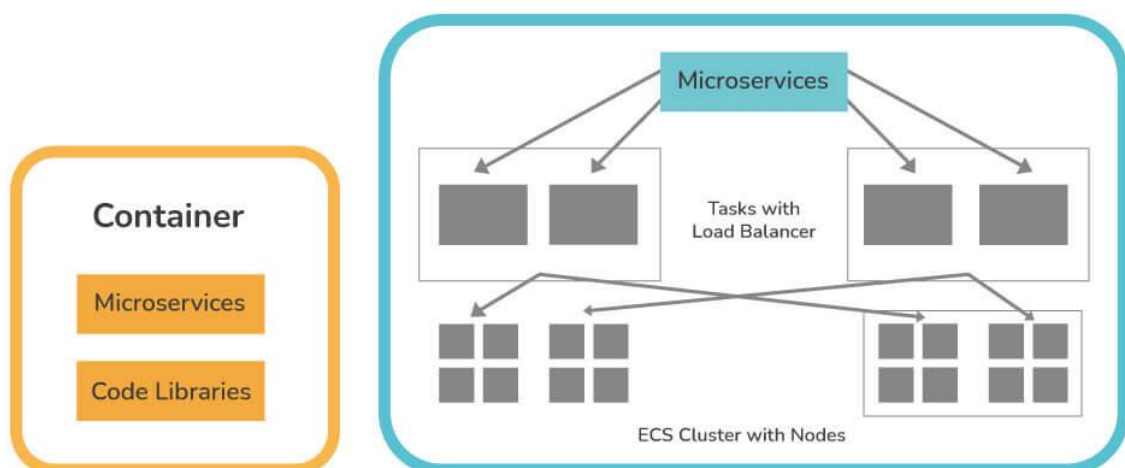 Container
Microservices
Code Libraries
Microservices
Tasks with
Load Balancer
ECS Cluster with Nodes